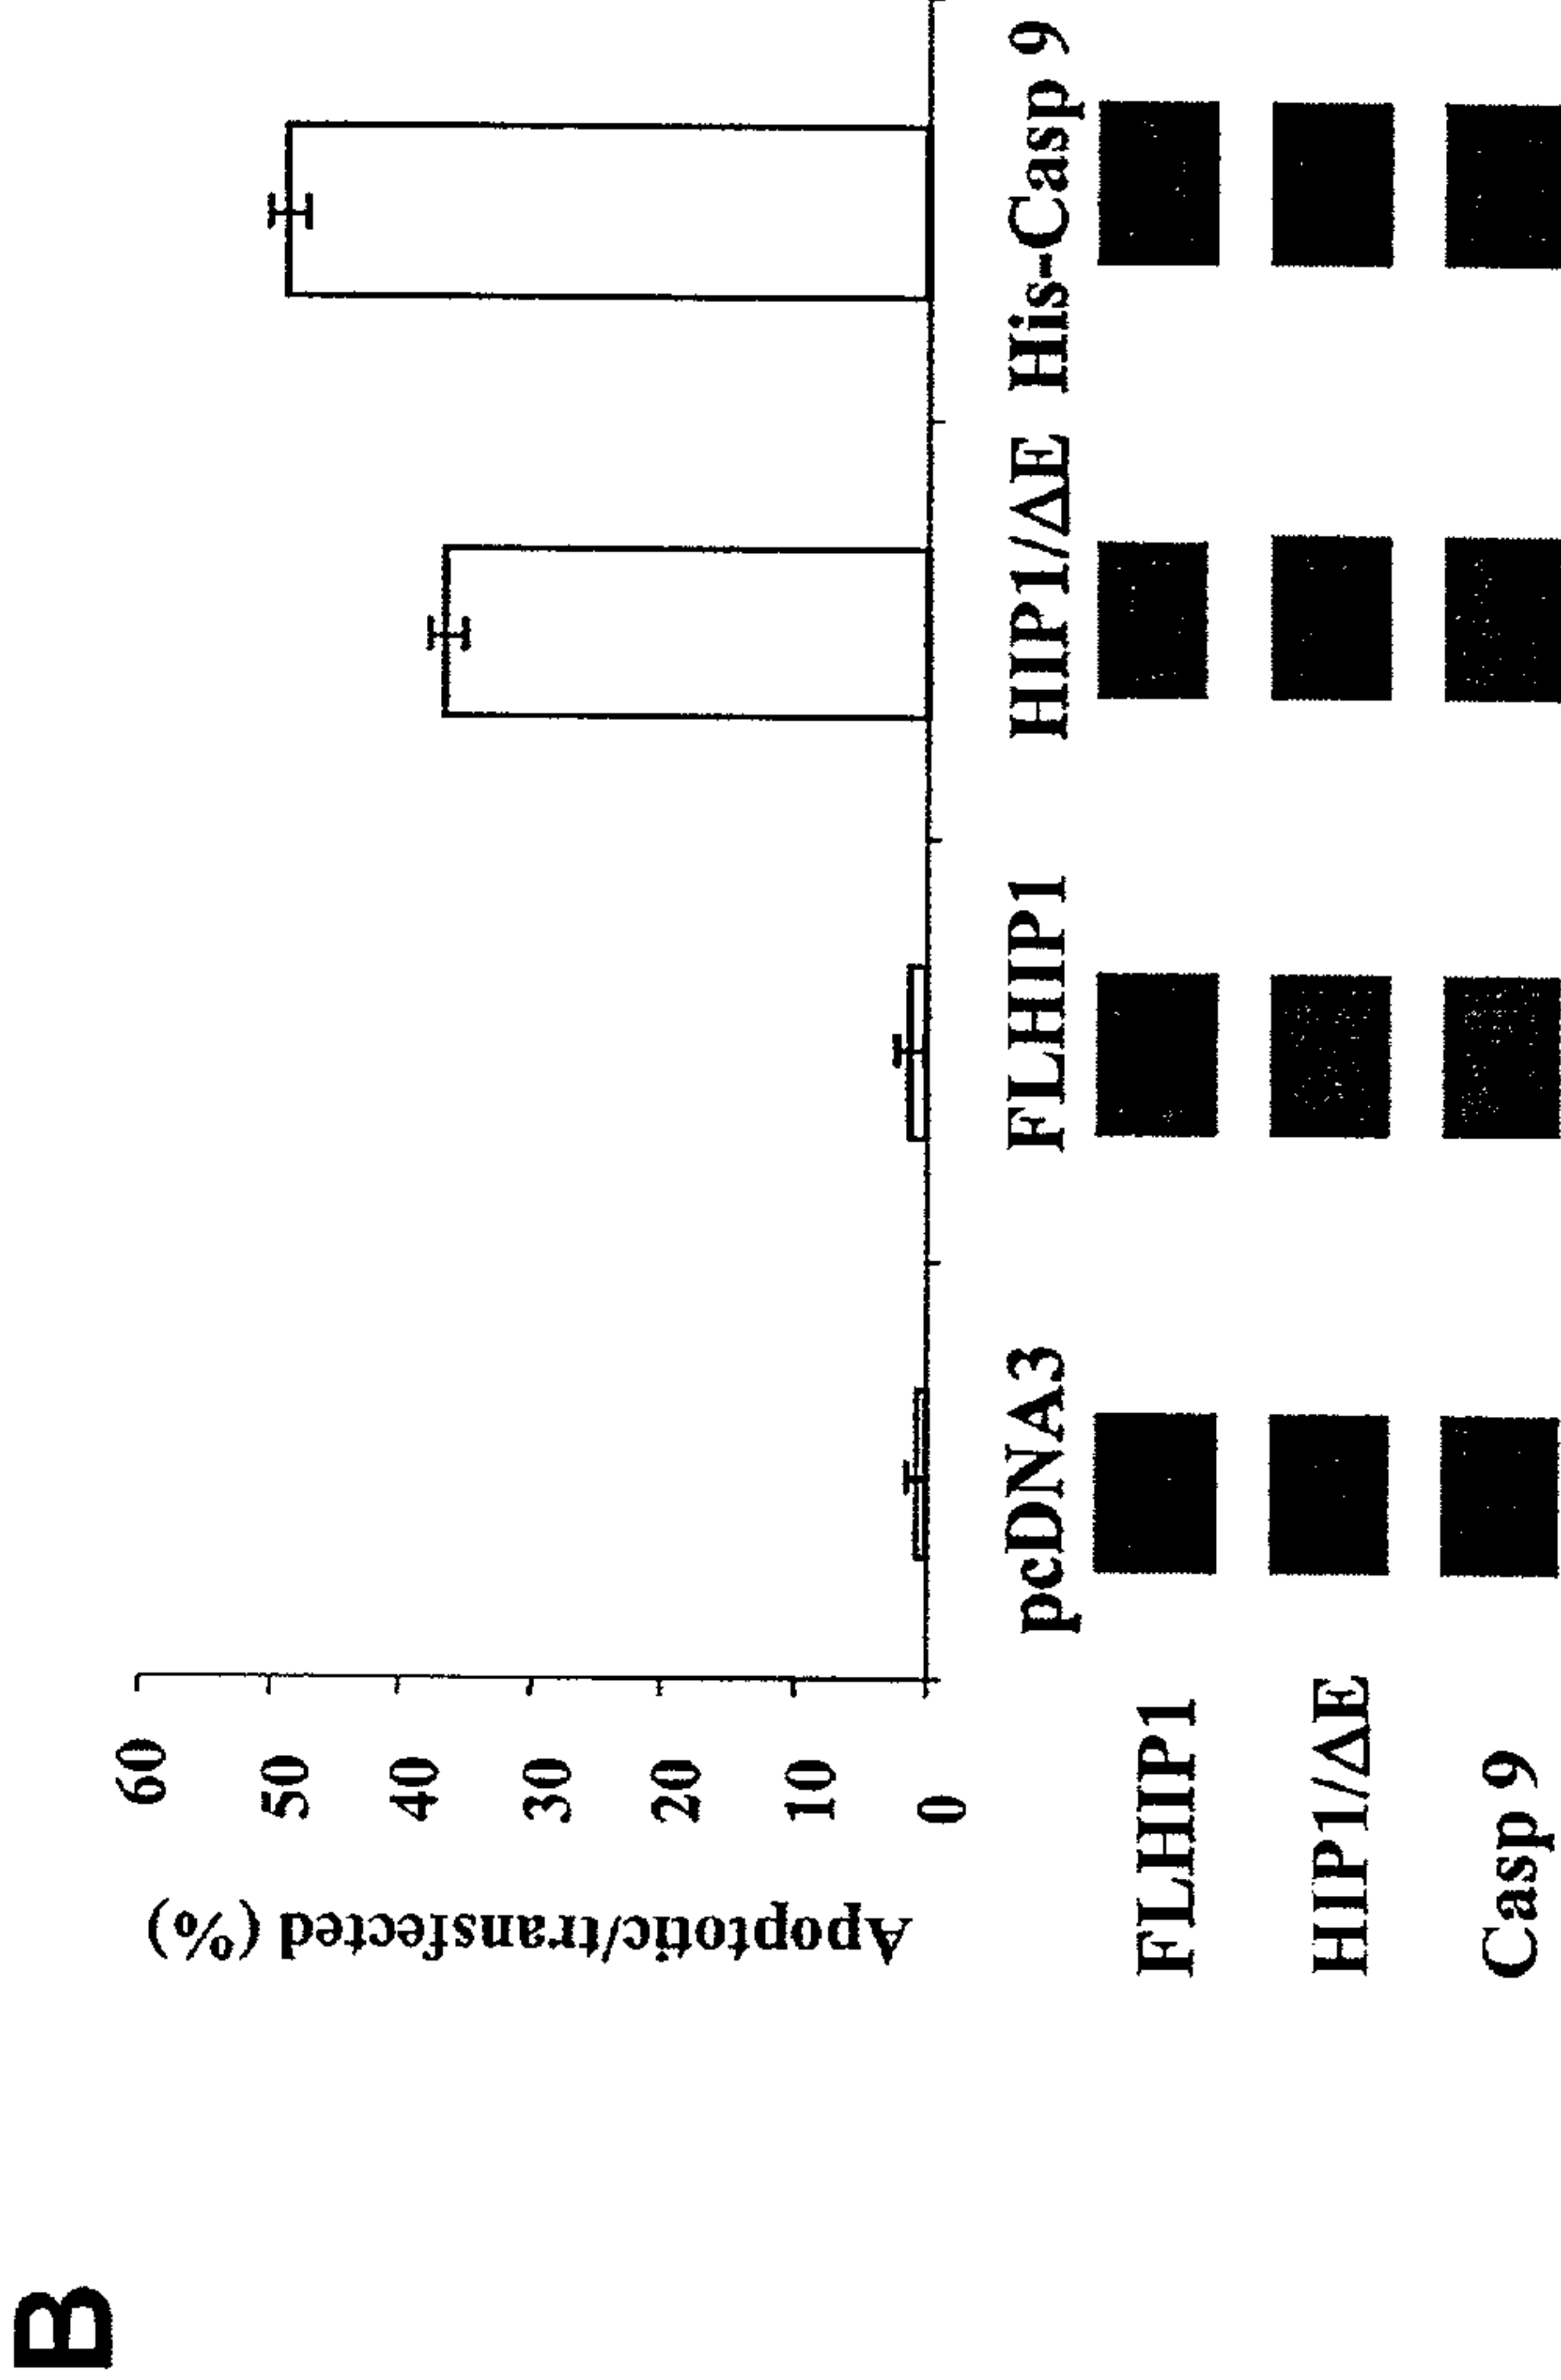 B
Apoptotic/transfected (%)
60
50
40
30
20
10
0
pcDNA3 FLHIP1 HIP1//ΔE His-Casp 9
FLHIP1
HIP1//ΔE
Casp 9